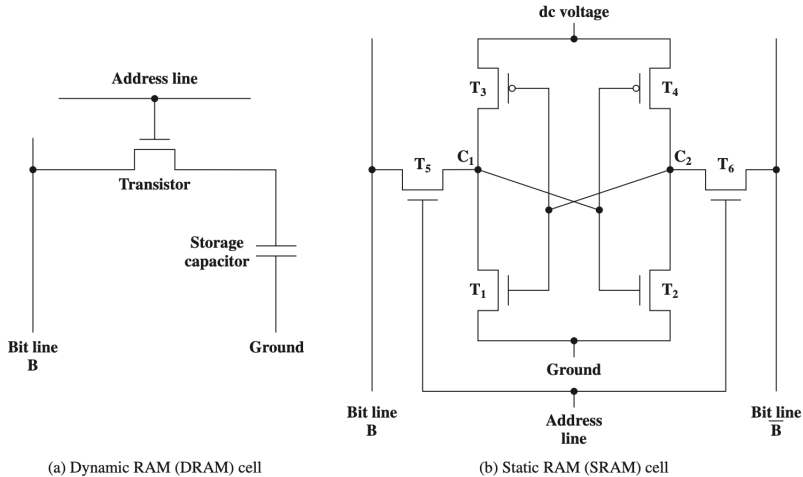 Address line
Transistor
Storage
capacitor
Bit line
B
Ground
(a) Dynamic RAM (DRAM) cell
dc voltage
T₃
T₄
T₅
C₁
C₂
T₆
T₁
T₂
Ground
Bit line
B
Address
line
Bit line
B̅
(b) Static RAM (SRAM) cell